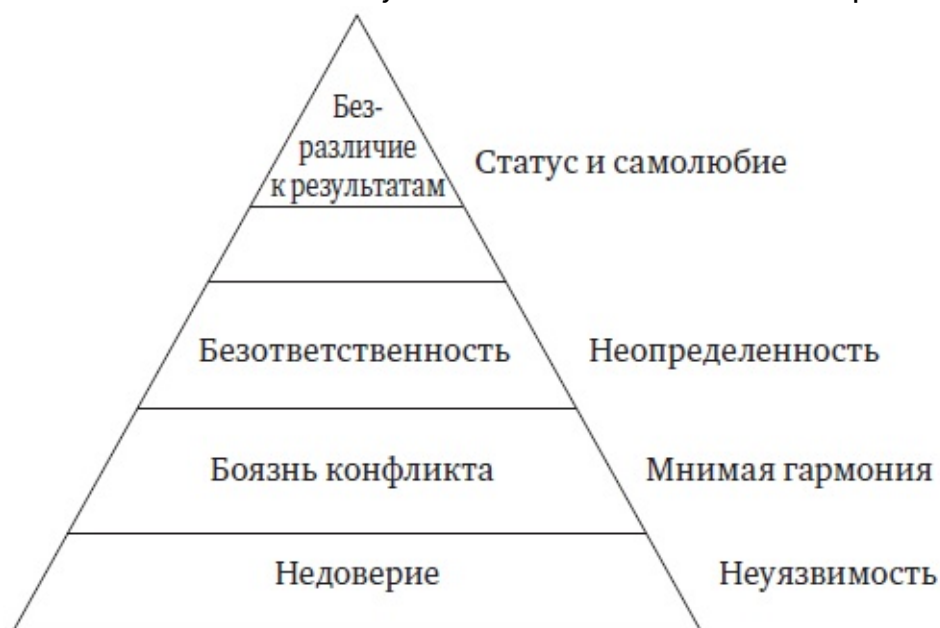 Без-
различие
к результатам
Статус и самолюбие
Безответственность
Неопределенность
Боязнь конфликта
Мнимая гармония
Недоверие
Неуязвимость